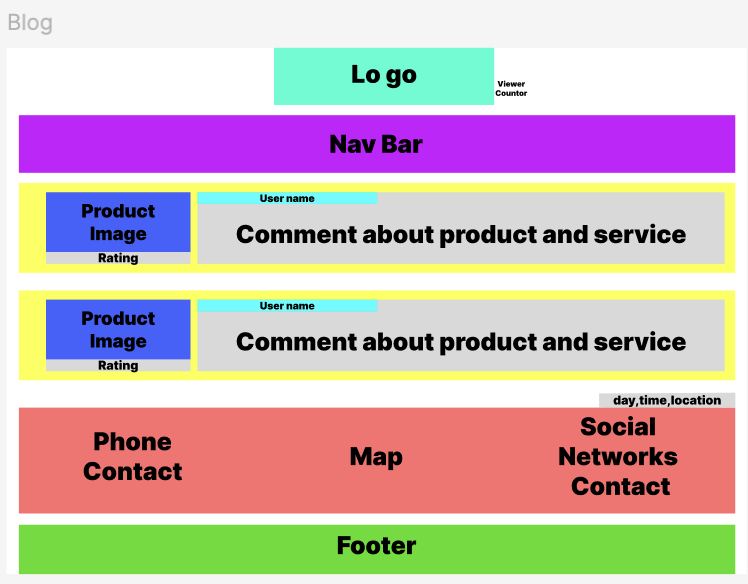 Blog
Lo go
Viewer
Countor
Nav Bar
Product
Image
Rating
User name
Comment about product and service
Product
Image
Rating
User name
Comment about product and service
day,time,location
Phone
Contact
Map
Social
Networks
Contact
Footer